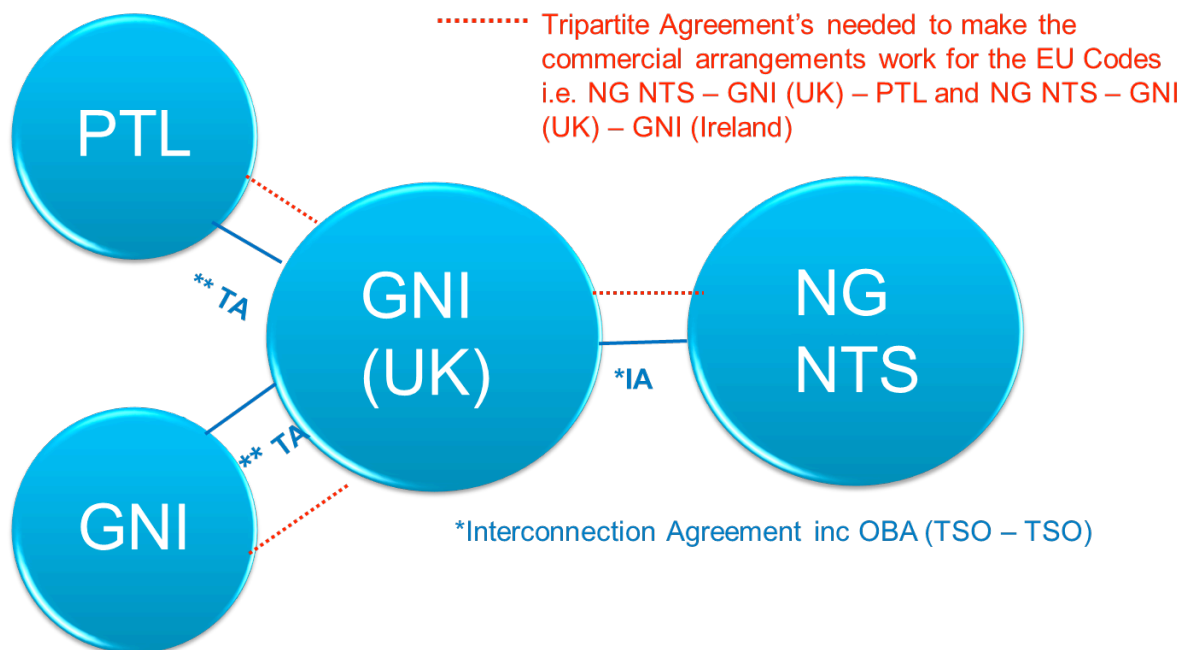 Tripartite Agreement’s needed to make the
commercial arrangements work for the EU Codes
i.e. NG NTS – GNI (UK) – PTL and NG NTS – GNI
(UK) – GNI (Ireland)
PTL
** TA
GNI
(UK)
NG
NTS
*IA
** TA
GNI
*Interconnection Agreement inc OBA (TSO – TSO)